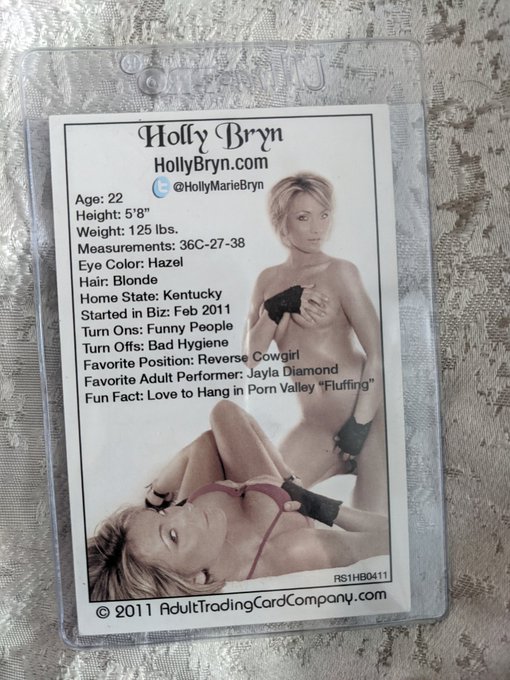 Holly Bryn
HollyBryn.com
@HollyMarieBryn
Age: 22
Height: 5'8"
Weight: 125 lbs.
Measurements: 36C-27-38
Eye Color: Hazel
Hair: Blonde
Home State: Kentucky
Started in Biz: Feb 2011
Turn Ons: Funny People
Turn Offs: Bad Hygiene
Favorite Position: Reverse Cowgirl
Favorite Adult Performer: Jayla Diamond
Fun Fact: Love to Hang in Porn Valley "Fluffing"
RS1HB0411
© 2011 AdultTradingCardCompany.com